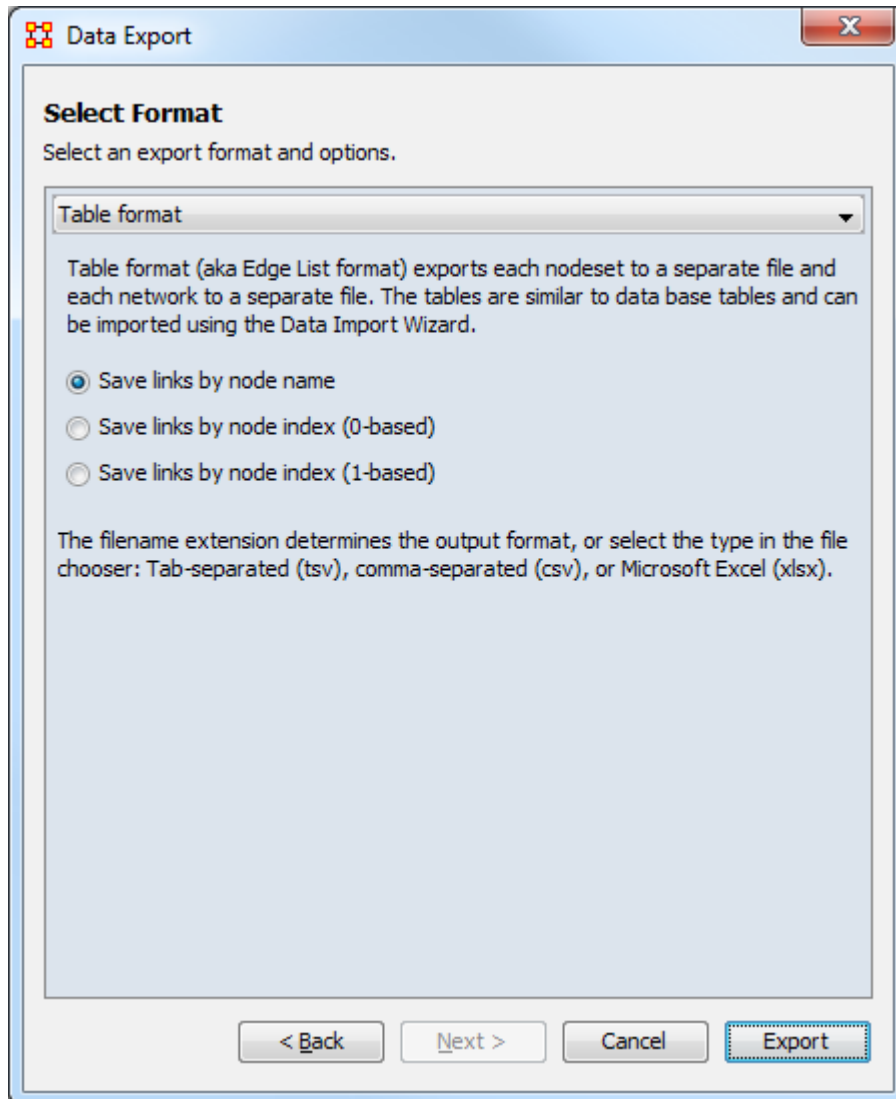 Data Export
X
Select Format
Select an export format and options.
Table format
Table format (aka Edge List format) exports each nodeset to a separate file and
each network to a separate file. The tables are similar to data base tables and can
be imported using the Data Import Wizard.
Save links by node name
Save links by node index (0-based)
Save links by node index (1-based)
The filename extension determines the output format, or select the type in the file
chooser: Tab-separated (tsv), comma-separated (csv), or Microsoft Excel (xlsx).
< Back Next > Cancel Export